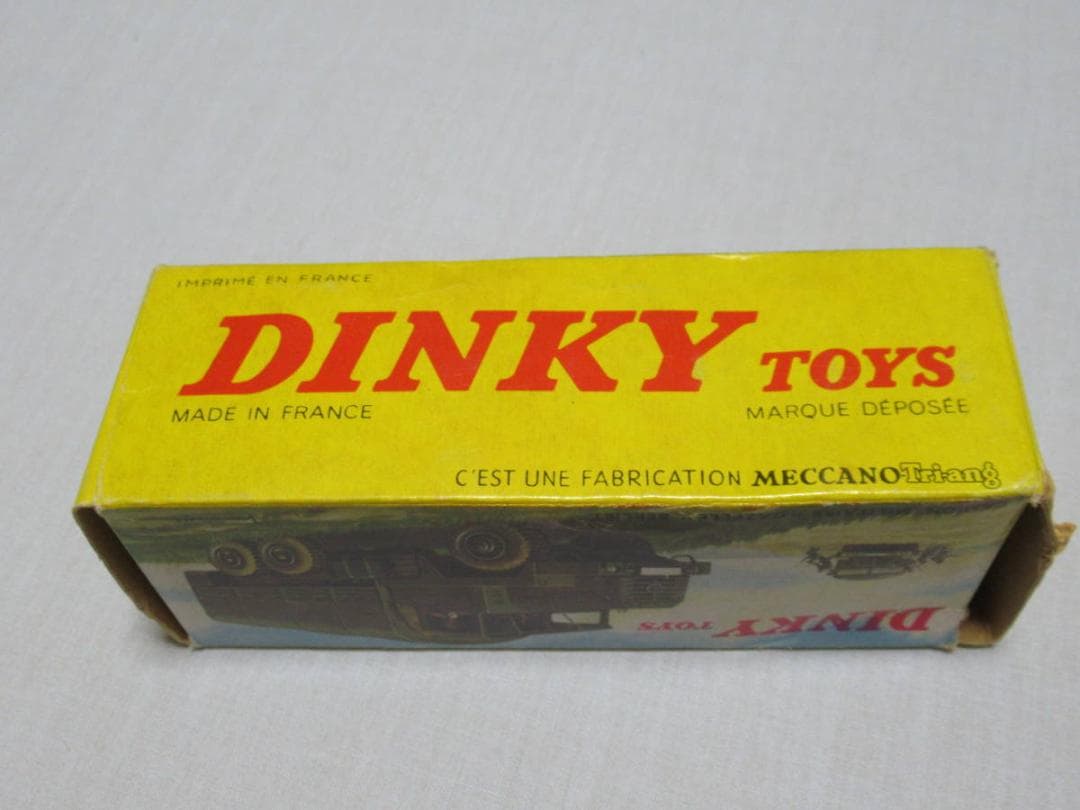 IMPRIMÉ EN FRANCE
DINKY TOYS
MADE IN FRANCE
MARQUE DÉPOSÉE
C'EST UNE FABRICATION MECCANO Tri-ang
DINKY TOYS